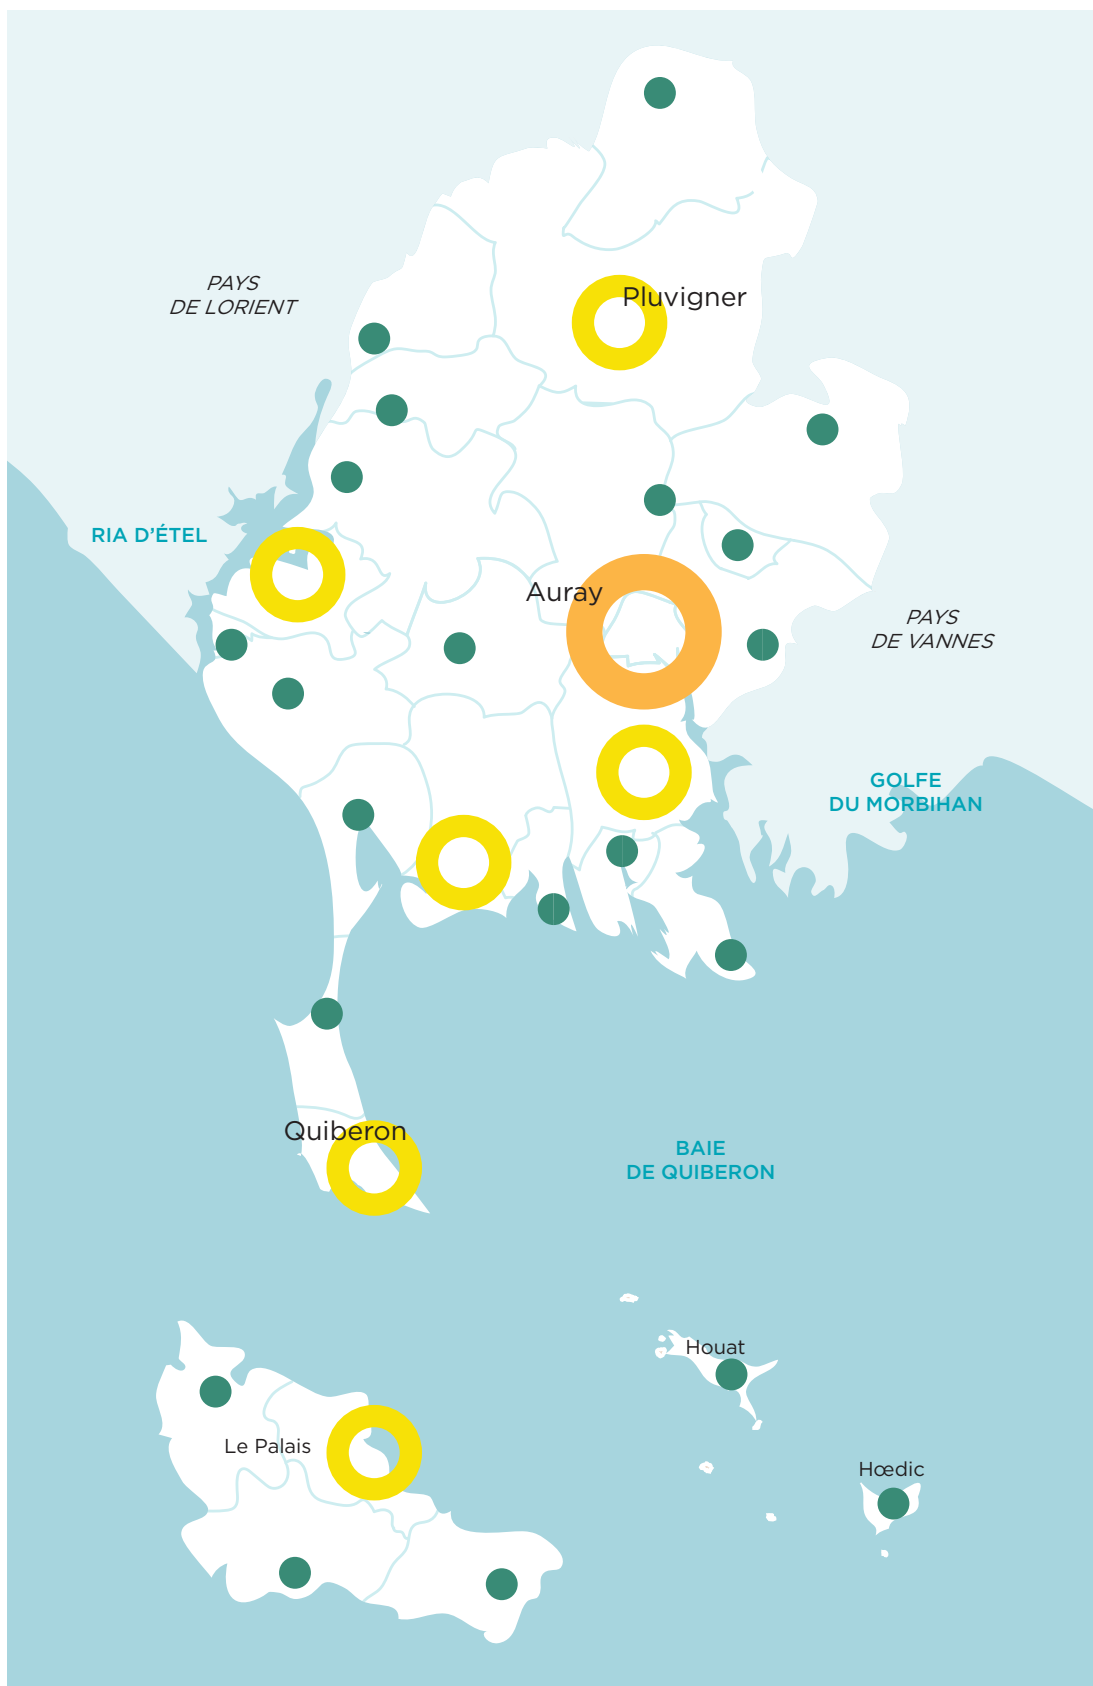 PAYS
DE LORIENT
Pluvigner
RIA D’ÉTEL
Auray
PAYS
DE VANNES
GOLFE
DU MORBIHAN
Quiberon
BAIE
DE QUIBERON
Houat
Le Palais
Hœdic